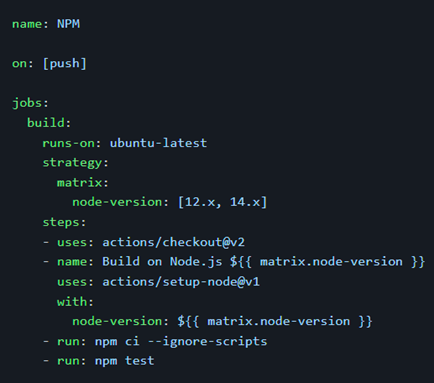 name: NPM
on: [push]
jobs:
  build:
    runs-on: ubuntu-latest
    strategy:
      matrix:
        node-version: [12.x, 14.x]
    steps:
    - uses: actions/checkout@v2
    - name: Build on Node.js ${{ matrix.node-version }}
      uses: actions/setup-node@v1
      with:
        node-version: ${{ matrix.node-version }}
    - run: npm ci --ignore-scripts
    - run: npm test